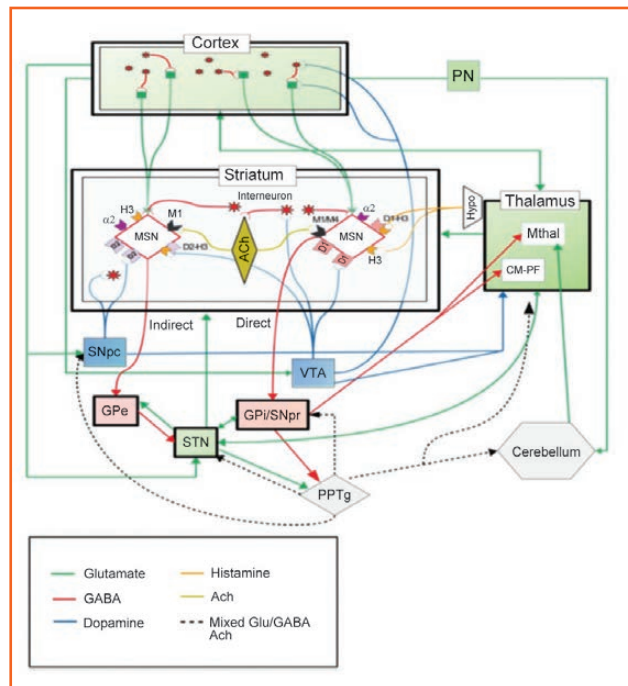 Cortex
PN
Striatum
Interneuron
H3
α2
M1
MSN
D2-H3
ACh
M1/M4
α2
D1-H3
MSN
D1
D1
H3
Hypo
Thalamus
Mthal
CM-PF
Indirect
Direct
SNpc
VTA
GPe
GPi/SNpr
STN
PPTg
Cerebellum
Glutamate
GABA
Dopamine
Histamine
Ach
Mixed Glu/GABA
Ach